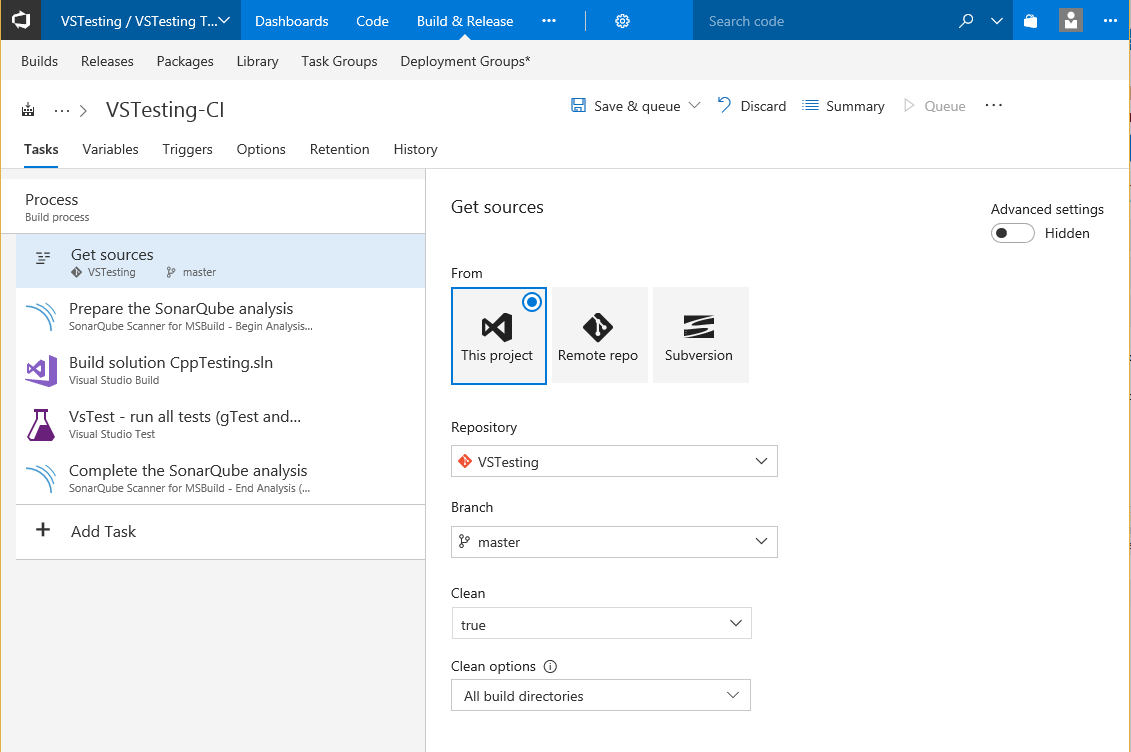 VSTesting / VSTesting T...
Dashboards
Code
Build & Release
...
Search code
...
Builds
Releases
Packages
Library
Task Groups
Deployment Groups*
... > VSTesting-CI
Save & queue
Discard
Summary
Queue
...
Tasks
Variables
Triggers
Options
Retention
History
Process
Build process
Get sources
VSTesting
master
Prepare the SonarQube analysis
SonarQube Scanner for MSBuild - Begin Analysis...
Build solution CppTesting.sln
Visual Studio Build
VsTest - run all tests (gTest and...
Visual Studio Test
Complete the SonarQube analysis
SonarQube Scanner for MSBuild - End Analysis (...
+ Add Task
Get sources
Advanced settings
Hidden
From
This project
Remote repo
Subversion
Repository
VSTesting
Branch
master
Clean
true
Clean options
All build directories